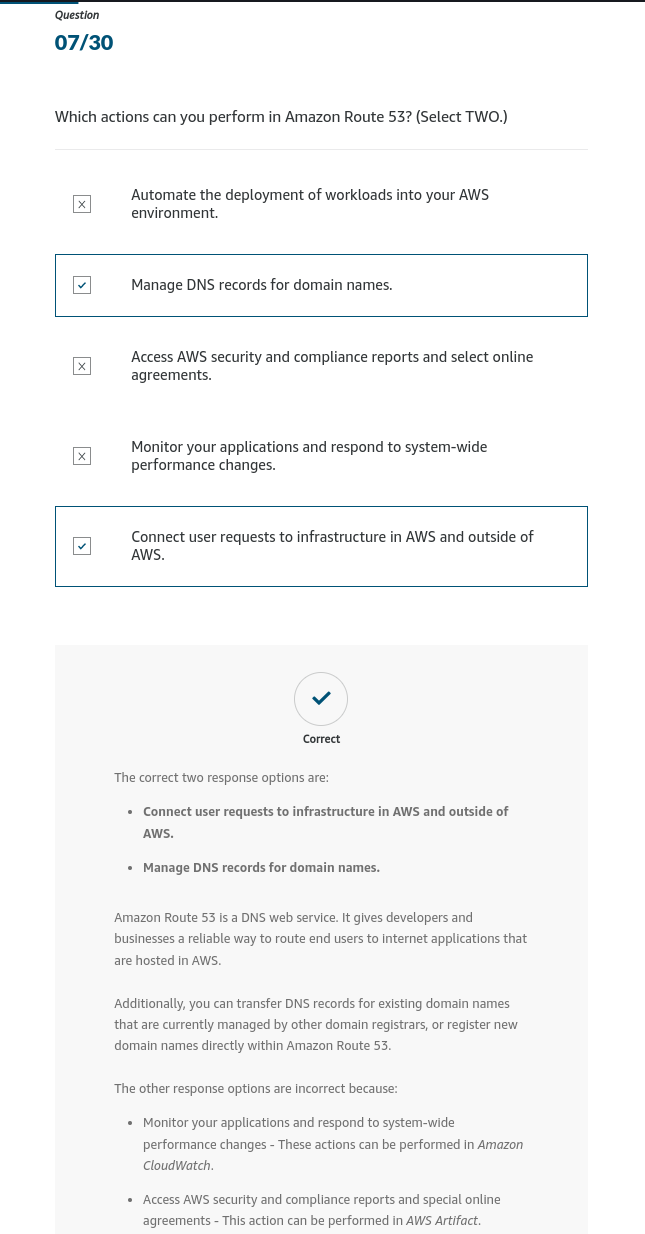 Question
07/30
Which actions can you perform in Amazon Route 53? (Select TWO.)
Automate the deployment of workloads into your AWS
environment.
Manage DNS records for domain names.
Access AWS security and compliance reports and select online
agreements.
Monitor your applications and respond to system-wide
performance changes.
Connect user requests to infrastructure in AWS and outside of
AWS.
Correct
The correct two response options are:
• Connect user requests to infrastructure in AWS and outside of
AWS.
• Manage DNS records for domain names.
Amazon Route 53 is a DNS web service. It gives developers and
businesses a reliable way to route end users to internet applications that
are hosted in AWS.
Additionally, you can transfer DNS records for existing domain names
that are currently managed by other domain registrars, or register new
domain names directly within Amazon Route 53.
The other response options are incorrect because:
• Monitor your applications and respond to system-wide
performance changes - These actions can be performed in Amazon
CloudWatch.
• Access AWS security and compliance reports and special online
agreements - This action can be performed in AWS Artifact.